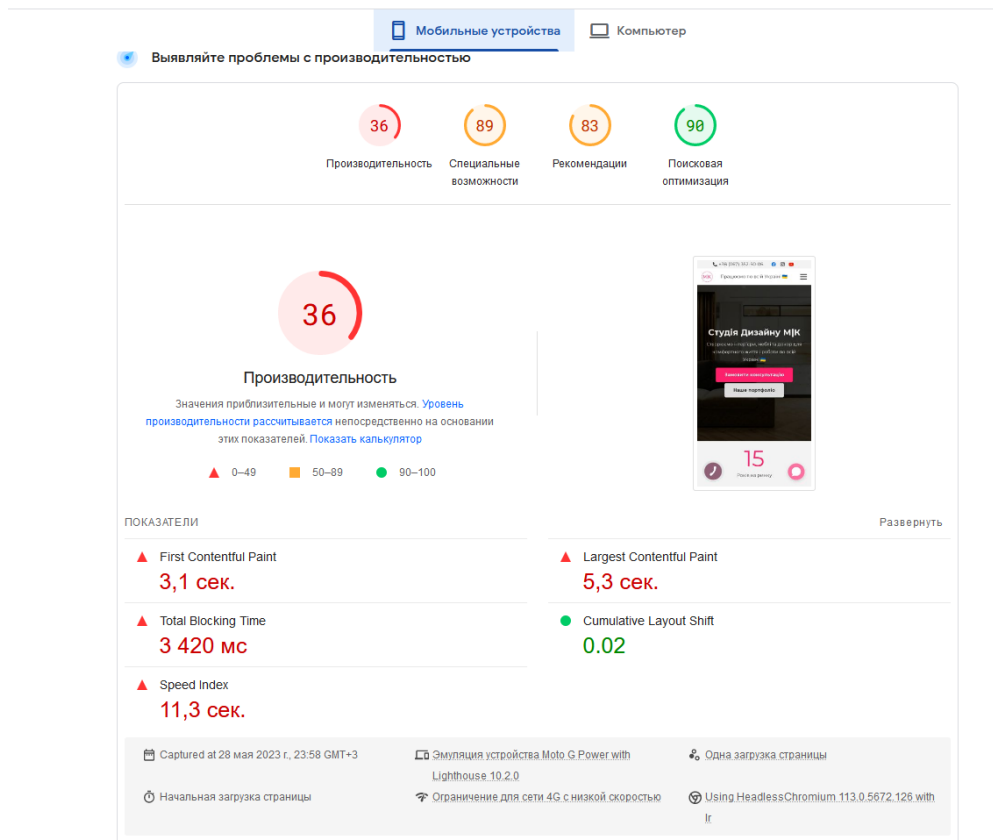 Мобильные устройства
Компьютер
Выявляйте проблемы с производительностью
36
89
83
90
Производительность
Специальные
возможности
Рекомендации
Поисковая
оптимизация
36
Производительность
Значения приблизительные и могут изменяться. Уровень
производительности рассчитывается непосредственно на основании
этих показателей. Показать калькулятор
0–49
50–89
90–100
Студія Дизайну М|К
Замовити консультацію
Наше портфоліо
15
ПОКАЗАТЕЛИ
Развернуть
First Contentful Paint
3,1 сек.
Largest Contentful Paint
5,3 сек.
Total Blocking Time
3 420 мс
Cumulative Layout Shift
0.02
Speed Index
11,3 сек.
Captured at 28 мая 2023 г., 23:58 GMT+3
Эмуляция устройства Moto G Power with
Lighthouse 10.2.0
Одна загрузка страницы
Начальная загрузка страницы
Ограничение для сети 4G с низкой скоростью
Using HeadlessChromium 113.0.5672.126 with
lr